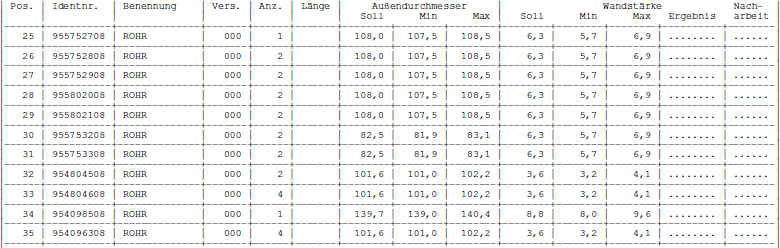 Pos. Identnr. Benennung Vers. Anz. Länge Außendurchmesser Wandstärke Nach-
Soll Min Max Soll Min Max Ergebnis arbeit
25 955752708 ROHR 000 1 108,0 107,5 108,5 6,3 5,7 6,9 ........ ......
26 955752808 ROHR 000 2 108,0 107,5 108,5 6,3 5,7 6,9 ........ ......
27 955752908 ROHR 000 2 108,0 107,5 108,5 6,3 5,7 6,9 ........ ......
28 955802008 ROHR 000 2 108,0 107,5 108,5 6,3 5,7 6,9 ........ ......
29 955802108 ROHR 000 2 108,0 107,5 108,5 6,3 5,7 6,9 ........ ......
30 955753208 ROHR 000 2 82,5 81,9 83,1 6,3 5,7 6,9 ........ ......
31 955753308 ROHR 000 2 82,5 81,9 83,1 6,3 5,7 6,9 ........ ......
32 954804508 ROHR 000 2 101,6 101,0 102,2 3,6 3,2 4,1 ........ ......
33 954804608 ROHR 000 4 101,6 101,0 102,2 3,6 3,2 4,1 ........ ......
34 954098508 ROHR 000 1 139,7 139,0 140,4 8,8 8,0 9,6 ........ ......
35 954096308 ROHR 000 4 101,6 101,0 102,2 3,6 3,2 4,1 ........ ......